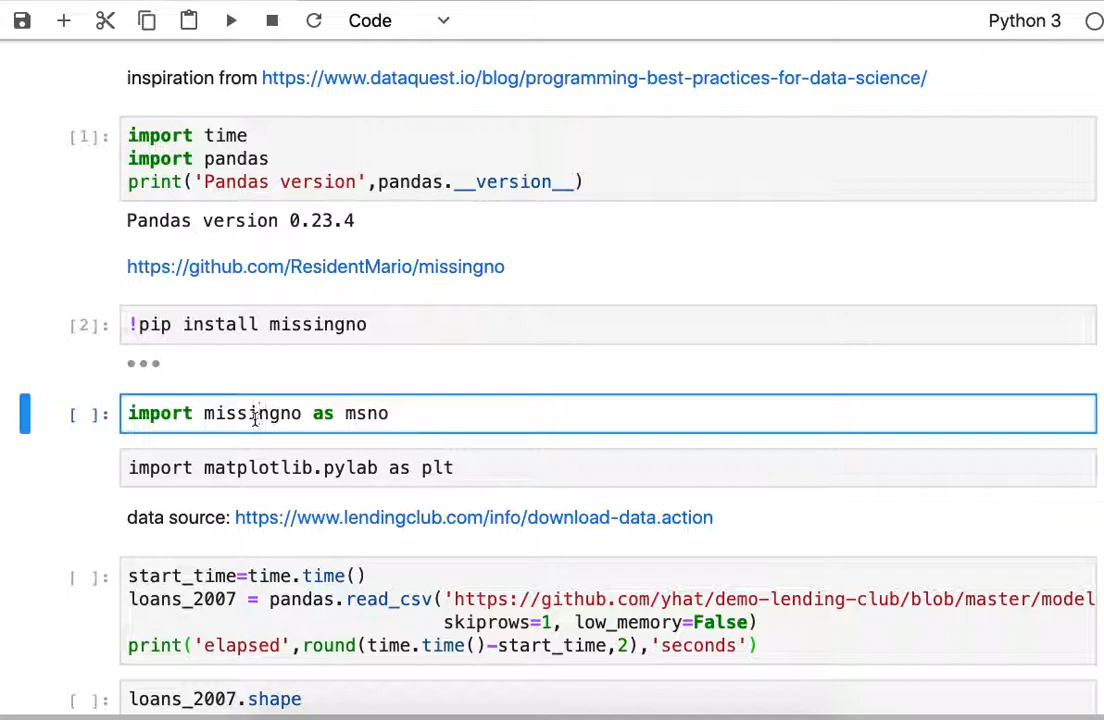 Code
Python 3
inspiration from https://www.dataquest.io/blog/programming-best-practices-for-data-science/
[1]:
import time
import pandas
print('Pandas version',pandas.__version__)
Pandas version 0.23.4
https://github.com/ResidentMario/missingno
[2]:
!pip install missingno
[ ]:
import missingno as msno
import matplotlib.pylab as plt
data source: https://www.lendingclub.com/info/download-data.action
[ ]:
start_time=time.time()
loans_2007 = pandas.read_csv('https://github.com/yhat/demo-lending-club/blob/master/model
skiprows=1, low_memory=False)
print('elapsed',round(time.time()-start_time,2),'seconds')
[ ]:
loans_2007.shape